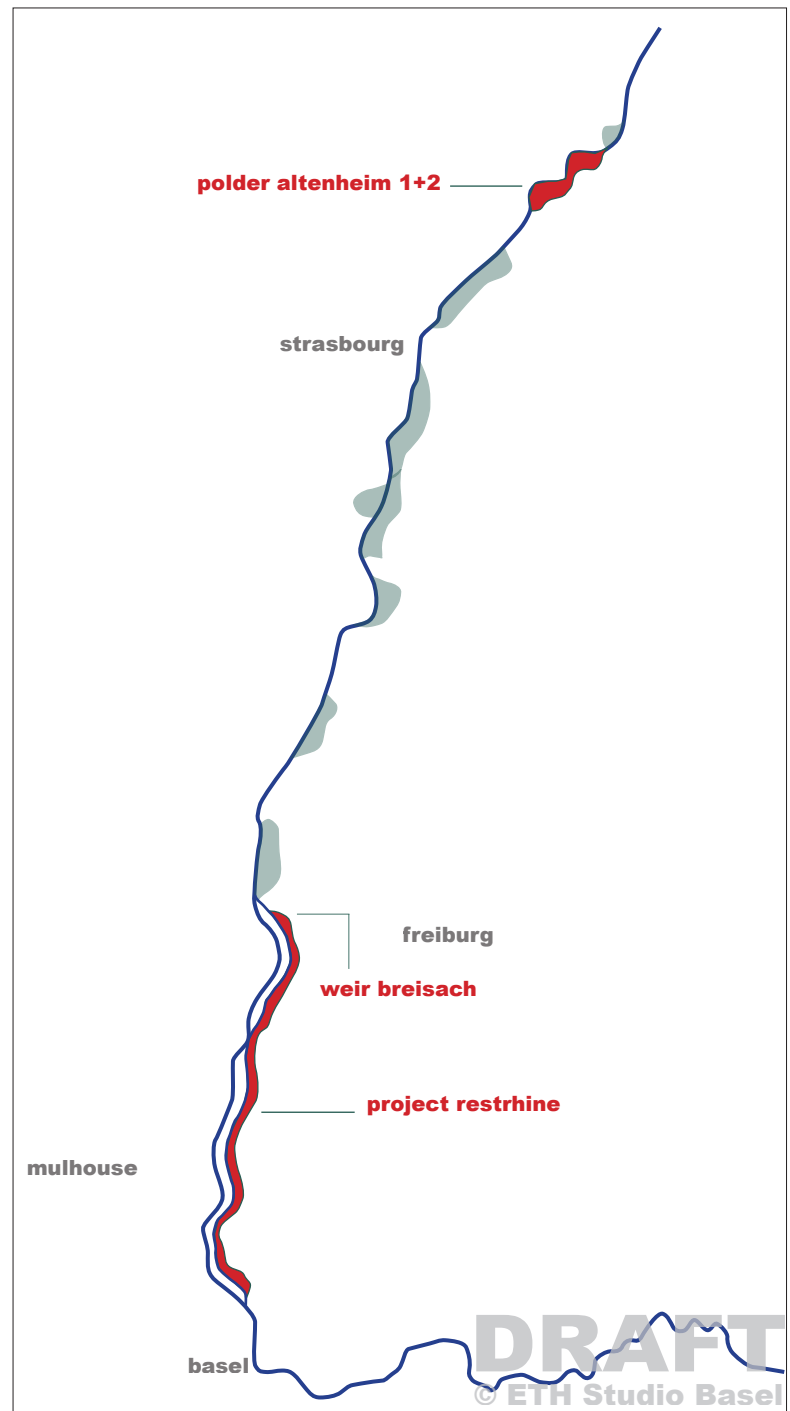 polder altenheim 1+2
strasbourg
freiburg
weir breisach
project restrhine
mulhouse
basel
DRAFT
© ETH Studio Basel